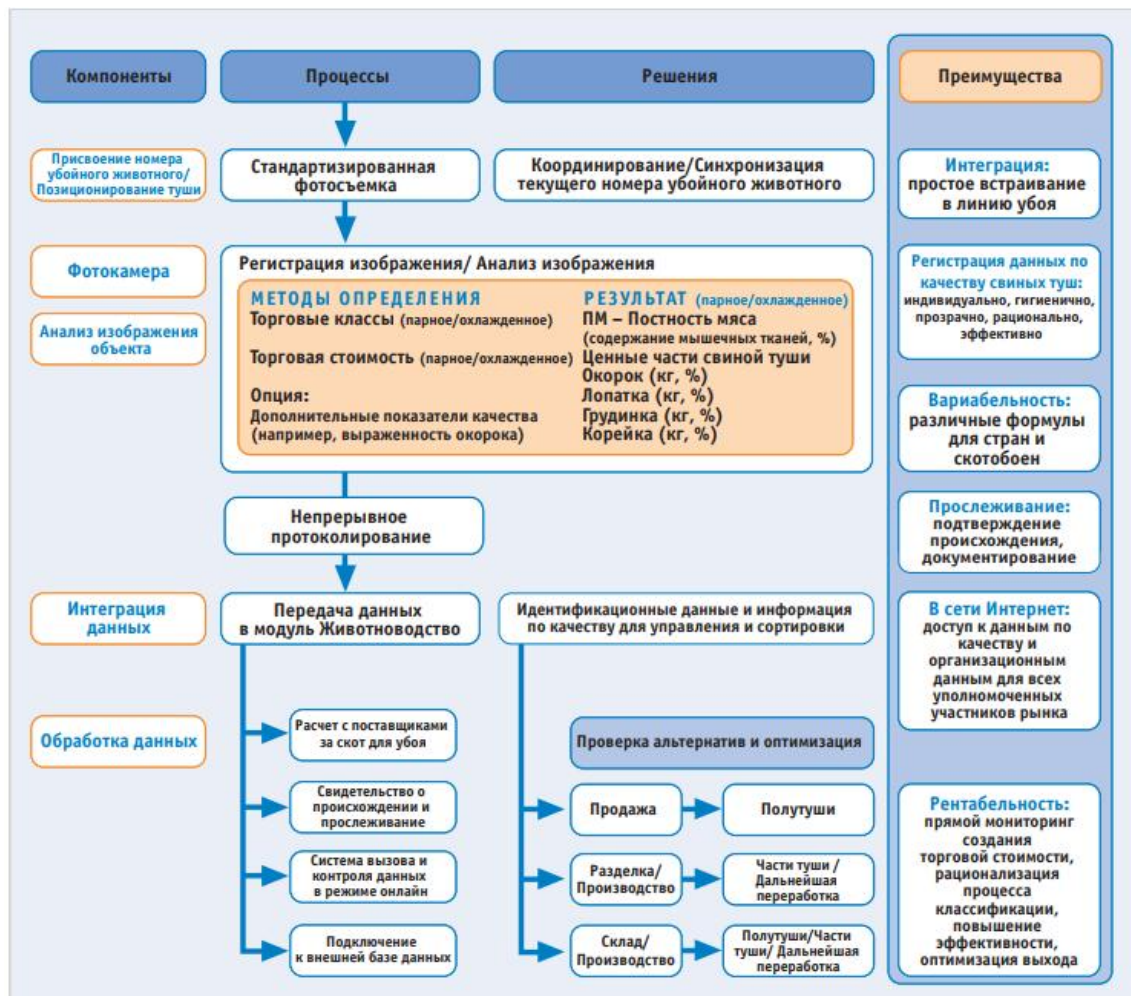 Компоненты
Процессы
Решения
Преимущества
Присвоение номера
убойного животного/
Позиционирование туши
Стандартизированная
фотосъемка
Координирование/Синхронизация
текущего номера убойного животного
Интеграция:
простое встраивание
в линию убоя
Фотокамера
Анализ изображения
объекта
Регистрация изображения/ Анализ изображения
МЕТОДЫ ОПРЕДЕЛЕНИЯ
Торговые классы (парное/охлажденное)
Торговая стоимость (парное/охлажденное)
Опция:
Дополнительные показатели качества
(например, выраженность окорока)
РЕЗУЛЬТАТ (парное/охлажденное)
ПМ – Постность мяса
(содержание мышечных тканей, %)
Ценные части свиной туши
Окорок (кг, %)
Лопатка (кг, %)
Грудинка (кг, %)
Корейка (кг, %)
Регистрация данных по
качеству свиных туш:
индивидуально, гигиенично,
прозрачно, рационально,
эффективно
Вариабельность:
различные формулы
для стран и
скотобоен
Непрерывное
протоколирование
Прослеживание:
подтверждение
происхождения,
документирование
Интеграция
данных
Передача данных
в модуль Животноводство
Идентификационные данные и информация
по качеству для управления и сортировки
В сети Интернет:
доступ к данным по
качеству и
организационным
данным для всех
уполномоченных
участников рынка
Обработка данных
Расчет с поставщиками
за скот для убоя
Свидетельство о
происхождении и
прослеживание
Система вызова и
контроля данных
в режиме онлайн
Подключение
к внешней базе данных
Проверка альтернатив и оптимизация
Продажа
Полутуши
Разделка/
Производство
Части туши /
Дальнейшая
переработка
Склад/
Производство
Полутуши/Части
туши/ Дальнейшая
переработка
Рентабельность:
прямой мониторинг
создания
торговой стоимости,
рационализация
процесса
классификации,
повышение
эффективности,
оптимизация выхода